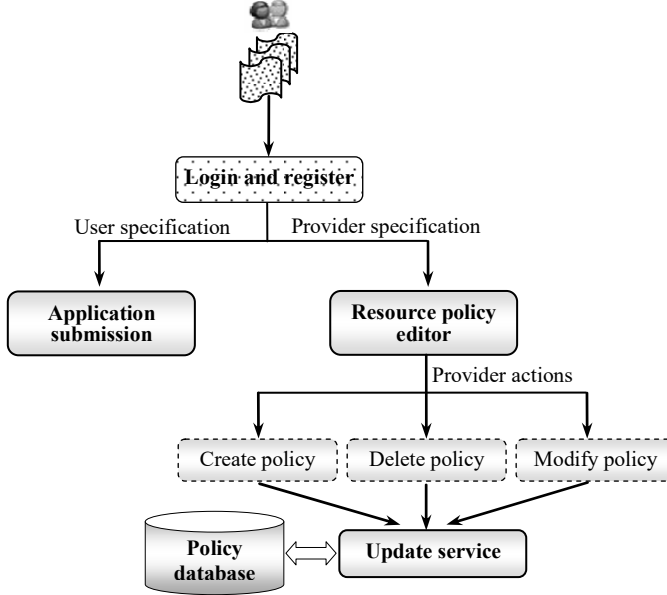 Login and register
User specification
Provider specification
Application
submission
Resource policy
editor
Provider actions
Create policy
Delete policy
Modify policy
Policy
database
Update service